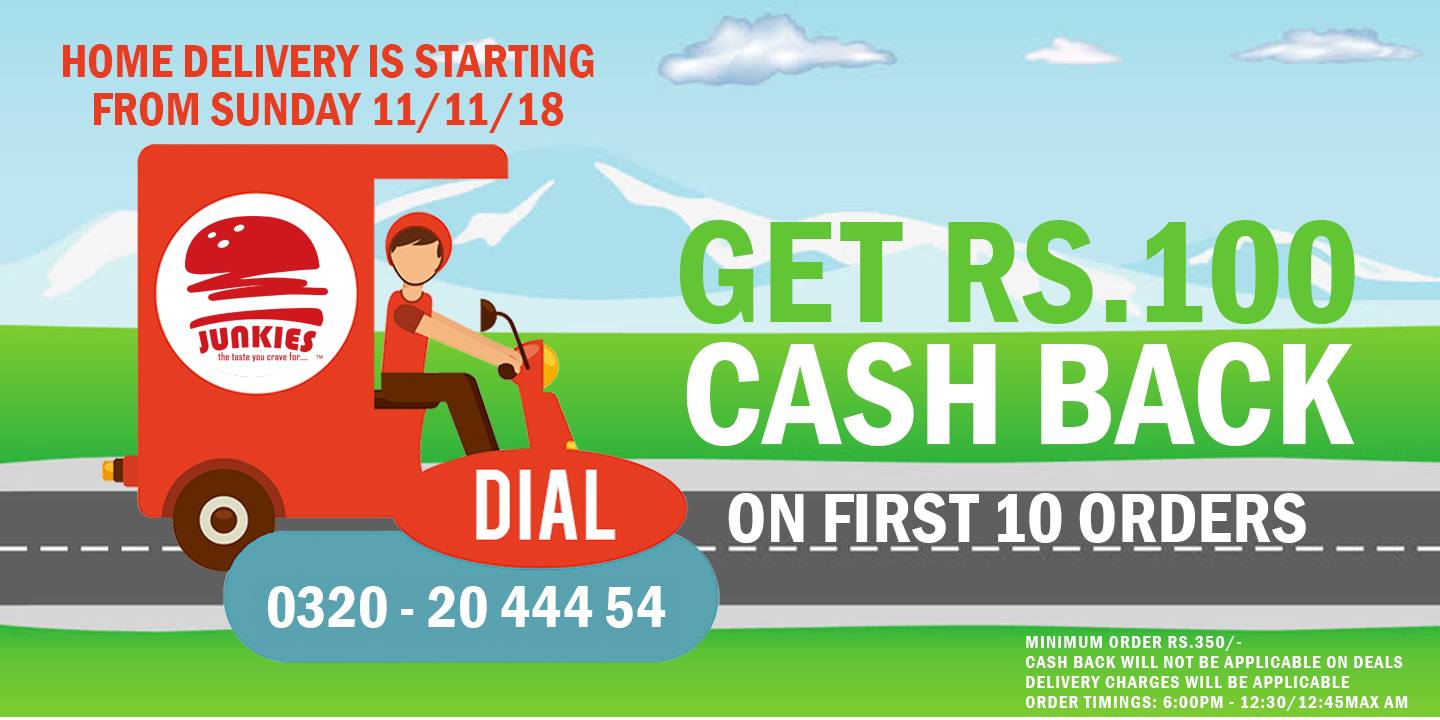 HOME DELIVERY IS STARTING
FROM SUNDAY 11/11/18
JUNKIES
the taste you crave for.... TM
GET RS.100
CASH BACK
ON FIRST 10 ORDERS
DIAL
0320 - 20 444 54
MINIMUM ORDER RS.350/-
CASH BACK WILL NOT BE APPLICABLE ON DEALS
DELIVERY CHARGES WILL BE APPLICABLE
ORDER TIMINGS: 6:00PM - 12:30/12:45MAX AM